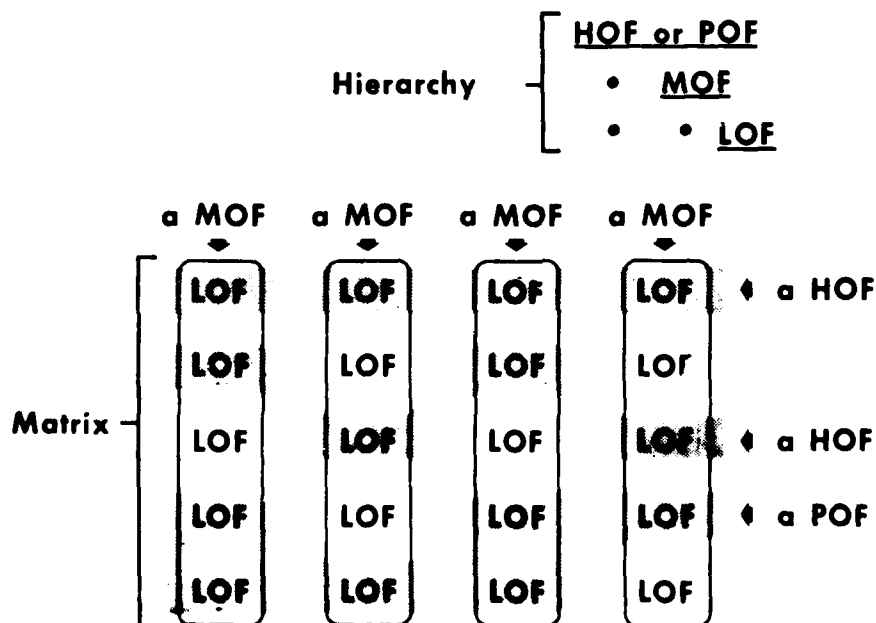 HOF or POF
Hierarchy • MOF
• • LOF
a MOF a MOF a MOF a MOF
LOF LOF LOF LOF a HOF
LOF LOF LOF LOr
Matrix LOF LOF LOF LOF a HOF
LOF LOF LOF LOF a POF
LOF LOF LOF LOF